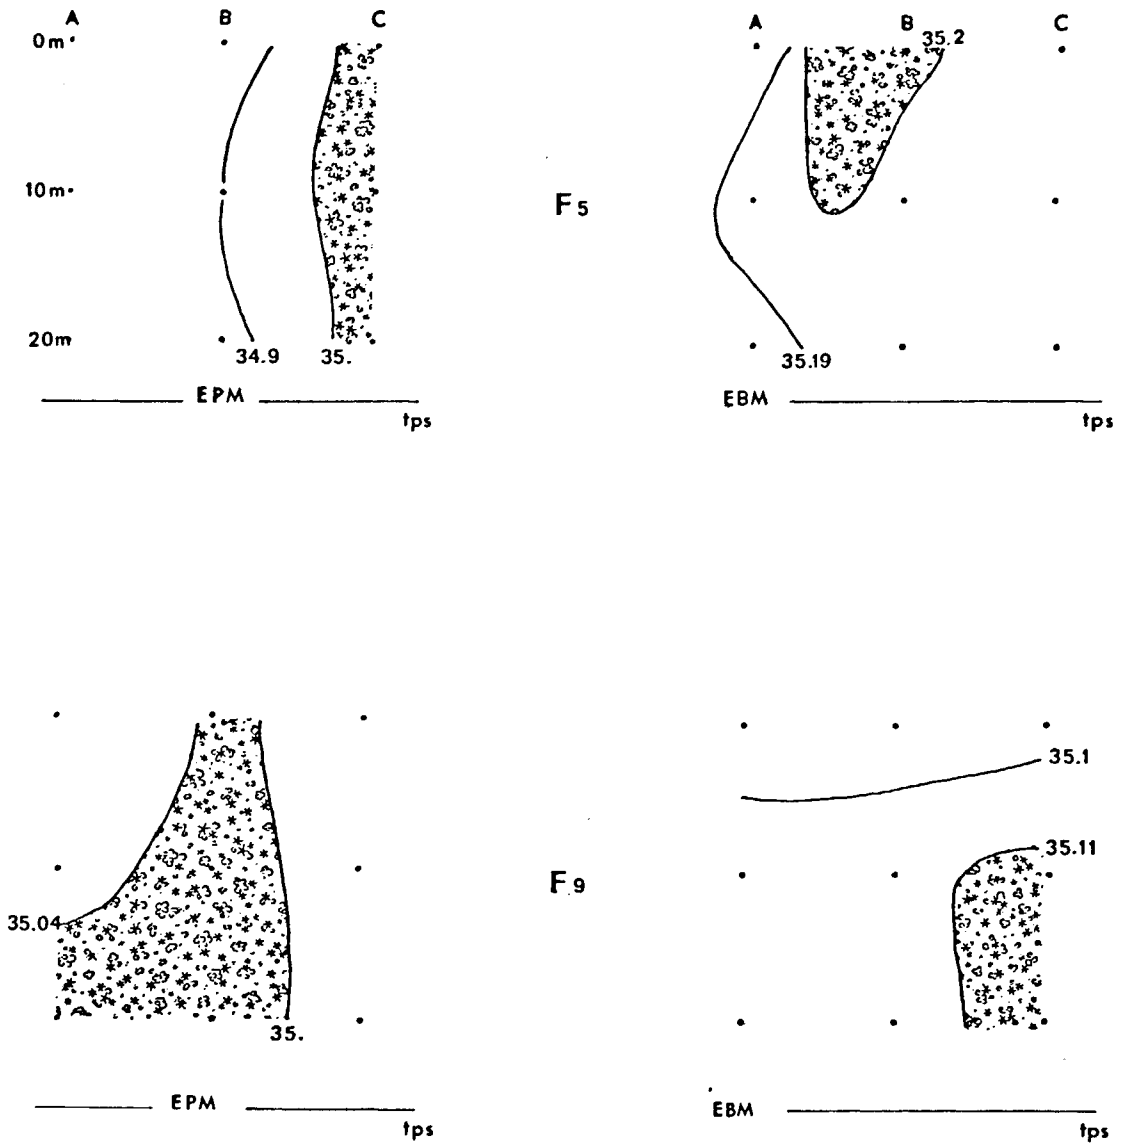 A B C
0m
10m
20m
34.9 35.
EPM
tps
F5
A B C
35.2
35.19
EBM
tps
35.04
35.
EPM
tps
F9
35.1
35.11
EBM
tps